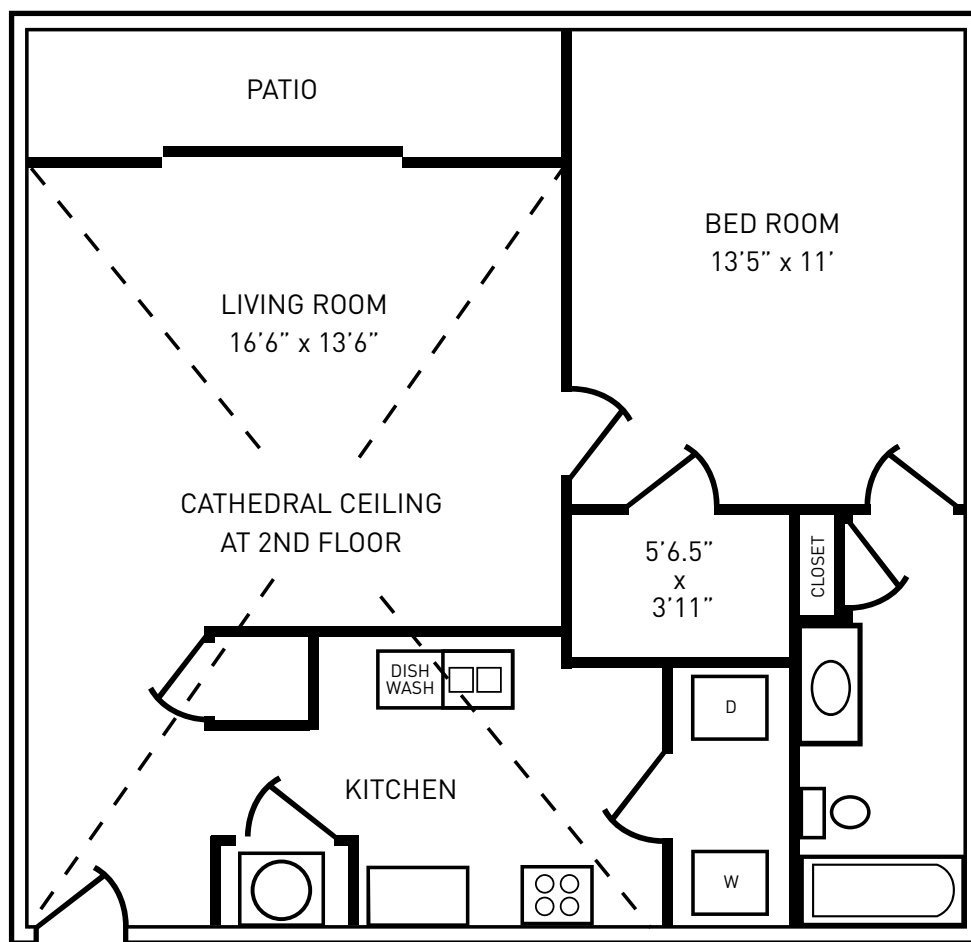 PATIO
BED ROOM
13’5” x 11’
LIVING ROOM
16’6” x 13’6”
CATHEDRAL CEILING
AT 2ND FLOOR
5’6.5”
x
3’11”
CLOSET
DISH
WASH
D
KITCHEN
W